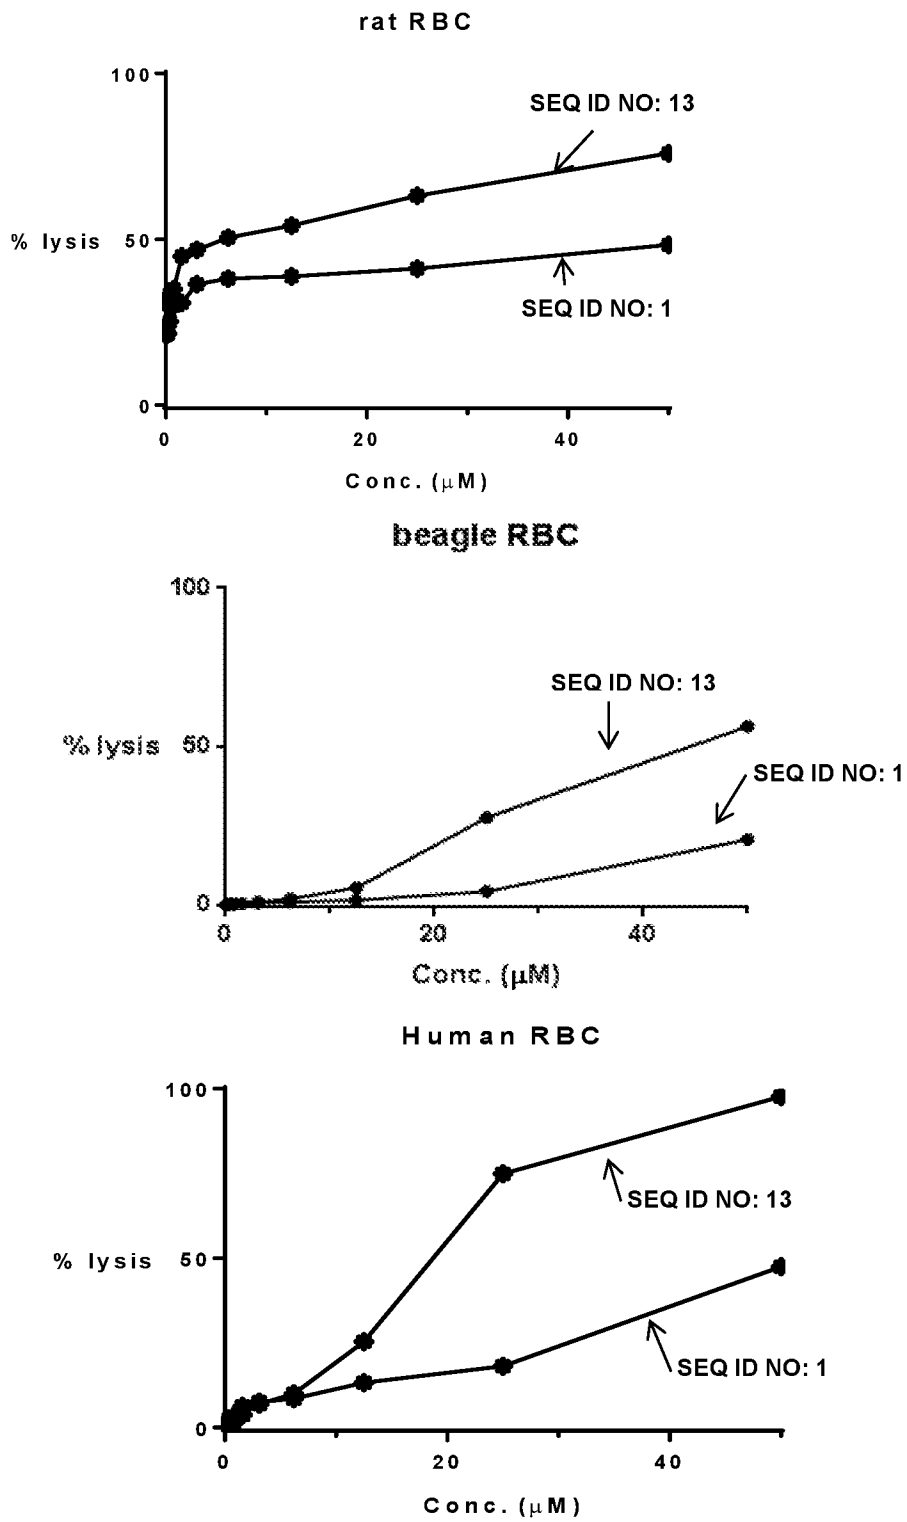 rat RBC
100
SEQ ID NO: 13
% lysis 50
SEQ ID NO: 1
0
0 20 40
Conc. (μM)
beagle RBC
100
SEQ ID NO: 13
% lysis 50
SEQ ID NO: 1
0
0 20 40
Conc. (μM)
Human RBC
100
SEQ ID NO: 13
% lysis 50
SEQ ID NO: 1
0
0 20 40
Conc. (μM)